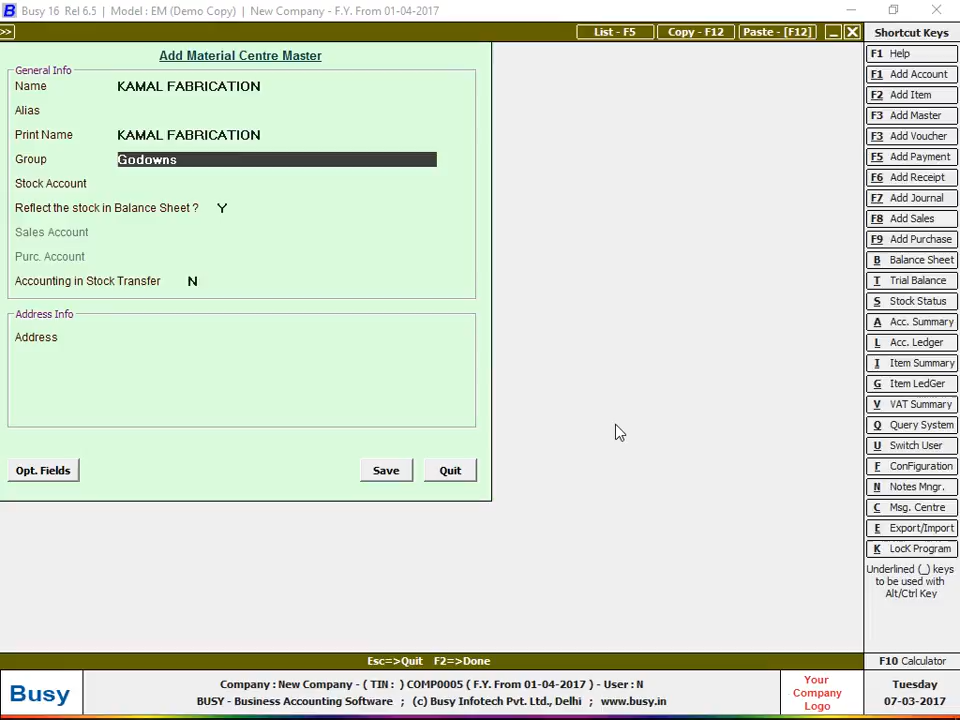 B Busy 16 Rel 6.5 | Model : EM (Demo Copy) | New Company - F.Y. From 01-04-2017
>>
List - F5
Copy - F12
Paste - [F12]
Shortcut Keys
Add Material Centre Master
General Info
Name KAMAL FABRICATION
Alias
Print Name KAMAL FABRICATION
Group Godowns
Stock Account
Reflect the stock in Balance Sheet ? Y
Sales Account
Purc. Account
Accounting in Stock Transfer N
Address Info
Address
Opt. Fields
Save
Quit
F1 Help
F1 Add Account
F2 Add Item
F3 Add Master
F3 Add Voucher
F5 Add Payment
F6 Add Receipt
F7 Add Journal
F8 Add Sales
F9 Add Purchase
B Balance Sheet
T Trial Balance
S Stock Status
A Acc. Summary
L Acc. Ledger
I Item Summary
G Item LedGer
V VAT Summary
Q Query System
U Switch User
F ConFiguration
N Notes Mngr.
C Msg. Centre
E Export/Import
K LocK Program
Underlined (_) keys
to be used with
Alt/Ctrl Key
Esc=>Quit F2=>Done
F10 Calculator
Busy
Company : New Company - ( TIN : ) COMP0005 ( F.Y. From 01-04-2017 ) - User : N
BUSY - Business Accounting Software ; (c) Busy Infotech Pvt. Ltd., Delhi ; www.busy.in
Your
Company
Logo
Tuesday
07-03-2017